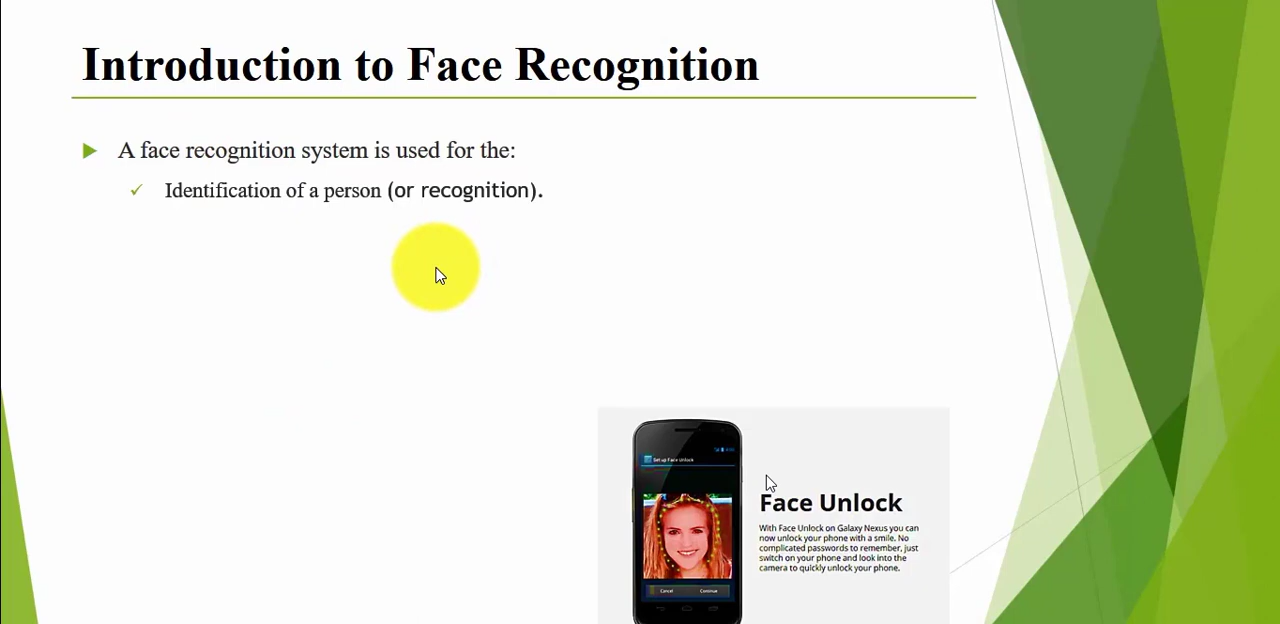 Introduction to Face Recognition
A face recognition system is used for the:
Identification of a person (or recognition).
Set up Face Unlock
Cancel
Continue
Face Unlock
With Face Unlock on Galaxy Nexus you can
now unlock your phone with a smile. No
complicated passwords to remember, just
switch on your phone and look into the
camera to quickly unlock your phone.